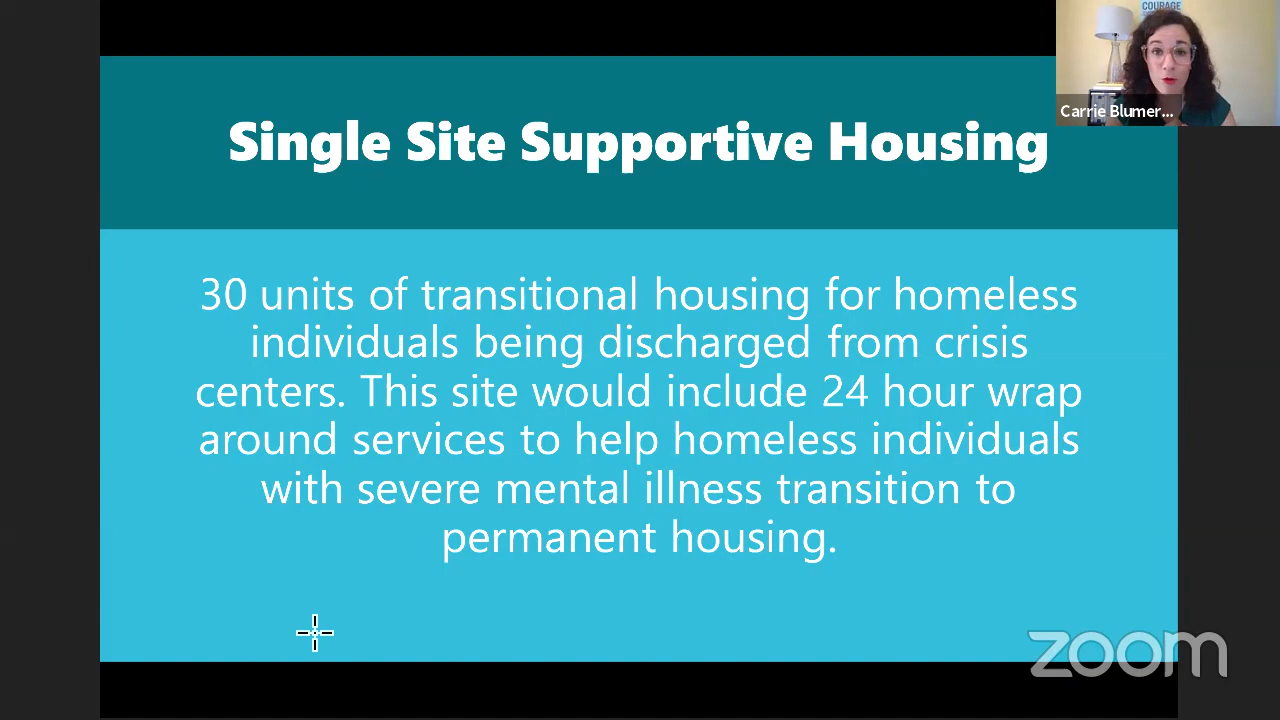 COURAGE
Carrie Blumer...
Single Site Supportive Housing
30 units of transitional housing for homeless
individuals being discharged from crisis
centers. This site would include 24 hour wrap
around services to help homeless individuals
with severe mental illness transition to
permanent housing.
zoom